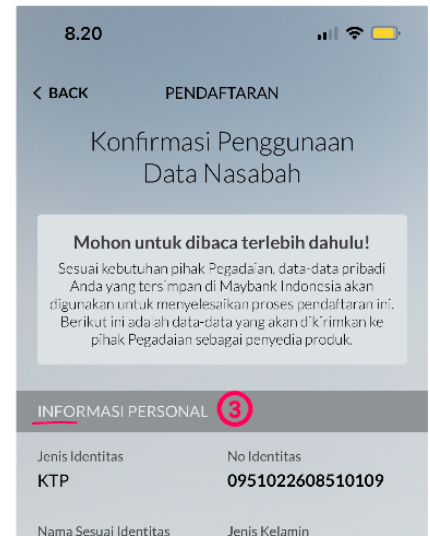 8.20
< BACK PENDAFTARAN
Konfirmasi Penggunaan
Data Nasabah
Mohon untuk dibaca terlebih dahulu!
Sesuai kebutuhan pihak Pegadaian, data-data pribadi
Anda yang tersimpan di Maybank Indonesia akan
digunakan untuk menyelesaikan proses pendaftaran ini.
Berikut ini adalah data-data yang akan dikirimkan ke
pihak Pegadaian sebagai penyedia produk.
INFORMASI PERSONAL 3
Jenis Identitas No Identitas
KTP 0951022608510109
Nama Sesuai Identitas Jenis Kelamin